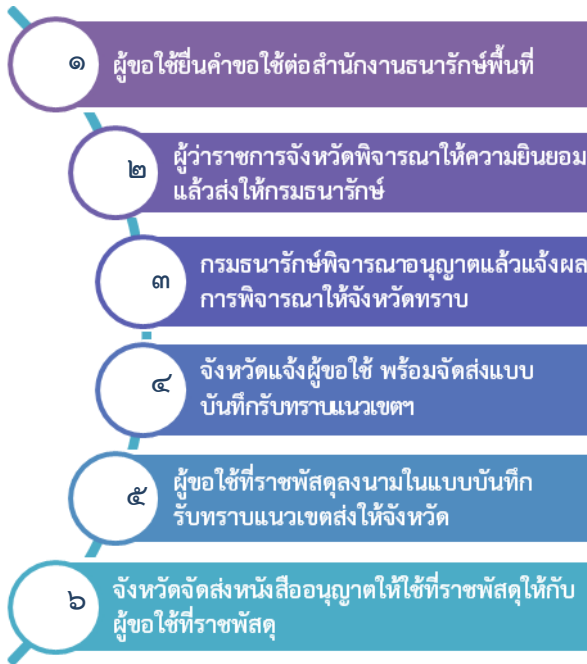 ๑
ผู้ขอใช้ยื่นคำขอใช้ต่อสำนักงานธนารักษ์พื้นที่
๒
ผู้ว่าราชการจังหวัดพิจารณาให้ความยินยอม
แล้วส่งให้กรมธนารักษ์
๓
กรมธนารักษ์พิจารณาอนุญาตแล้วแจ้งผล
การพิจารณาให้จังหวัดทราบ
๔
จังหวัดแจ้งผู้ขอใช้ พร้อมจัดส่งแบบ
บันทึกรับทราบแนวเขตฯ
๕
ผู้ขอใช้ที่ราชพัสดุลงนามในแบบบันทึก
รับทราบแนวเขตส่งให้จังหวัด
๖
จังหวัดจัดส่งหนังสืออนุญาตให้ใช้ที่ราชพัสดุให้กับ
ผู้ขอใช้ที่ราชพัสดุ